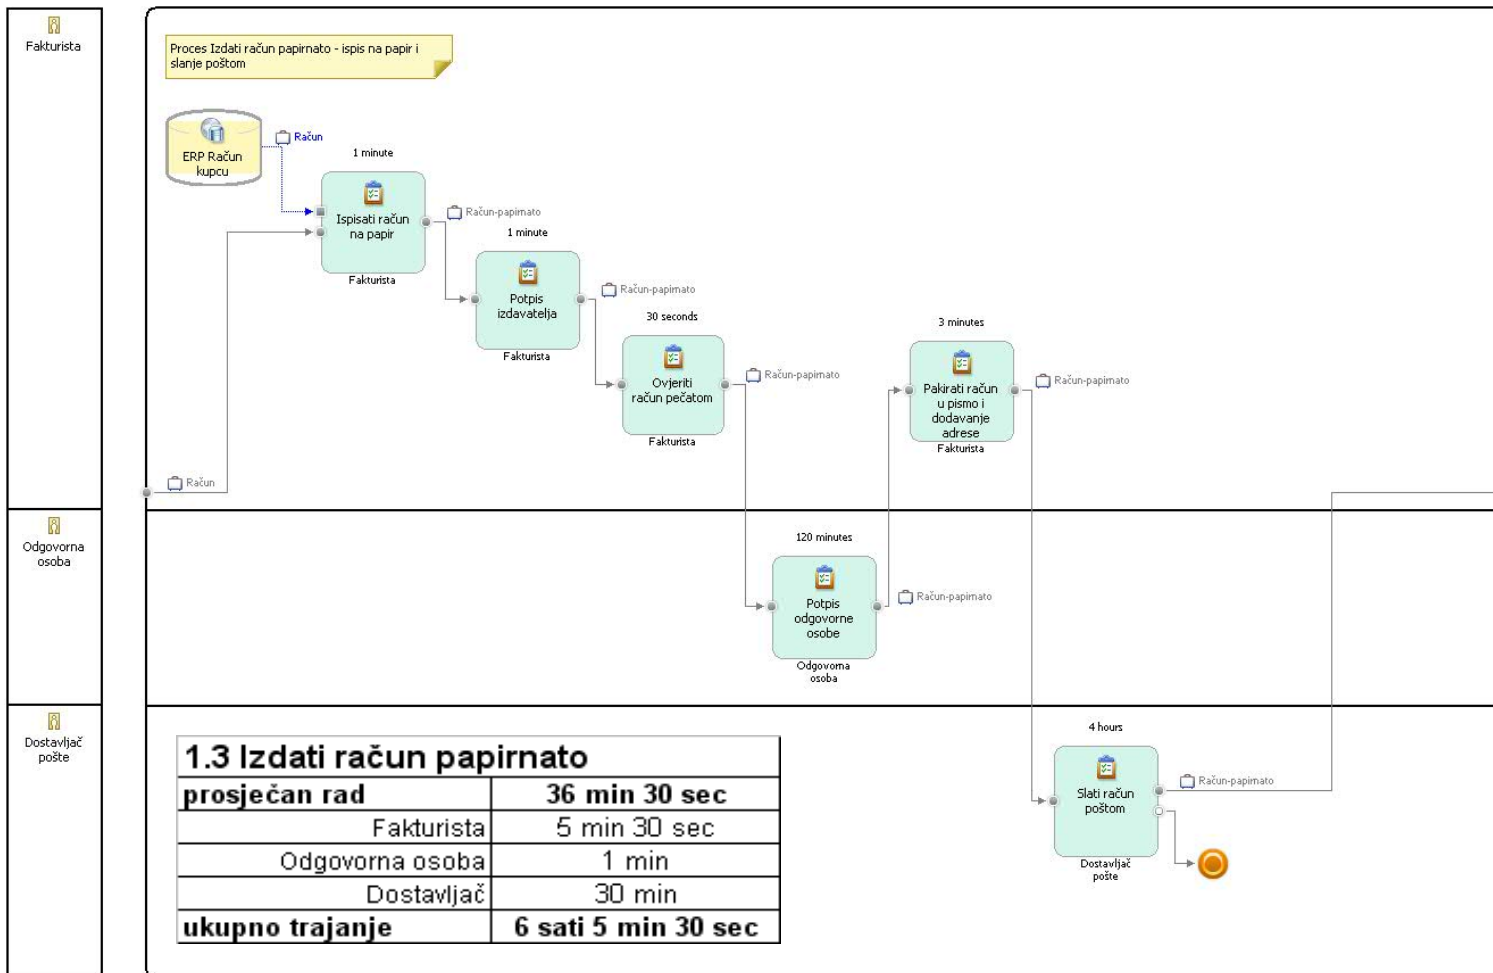 Fakturista
Proces Izdati račun papirnato - ispis na papir i
slanje poštom
ERP Račun
kupcu
Račun
1 minute
Ispisati račun
na papir
Fakturista
Račun-papirnato
1 minute
Potpis
izdavatelja
Fakturista
Račun-papirnato
30 seconds
Ovjeriti
račun pečatom
Fakturista
Račun-papirnato
3 minutes
Pakirati račun
u pismo i
dodavanje
adrese
Fakturista
Račun-papirnato
Račun
Odgovorna
osoba
120 minutes
Potpis
odgovorne
osobe
Odgovorna
osoba
Račun-papirnato
Dostavljač
pošte
4 hours
Slati račun
poštom
Dostavljač
pošte
Račun-papirnato
1.3 Izdati račun papirnato
prosječan rad 36 min 30 sec
Fakturista 5 min 30 sec
Odgovorna osoba 1 min
Dostavljač 30 min
ukupno trajanje 6 sati 5 min 30 sec